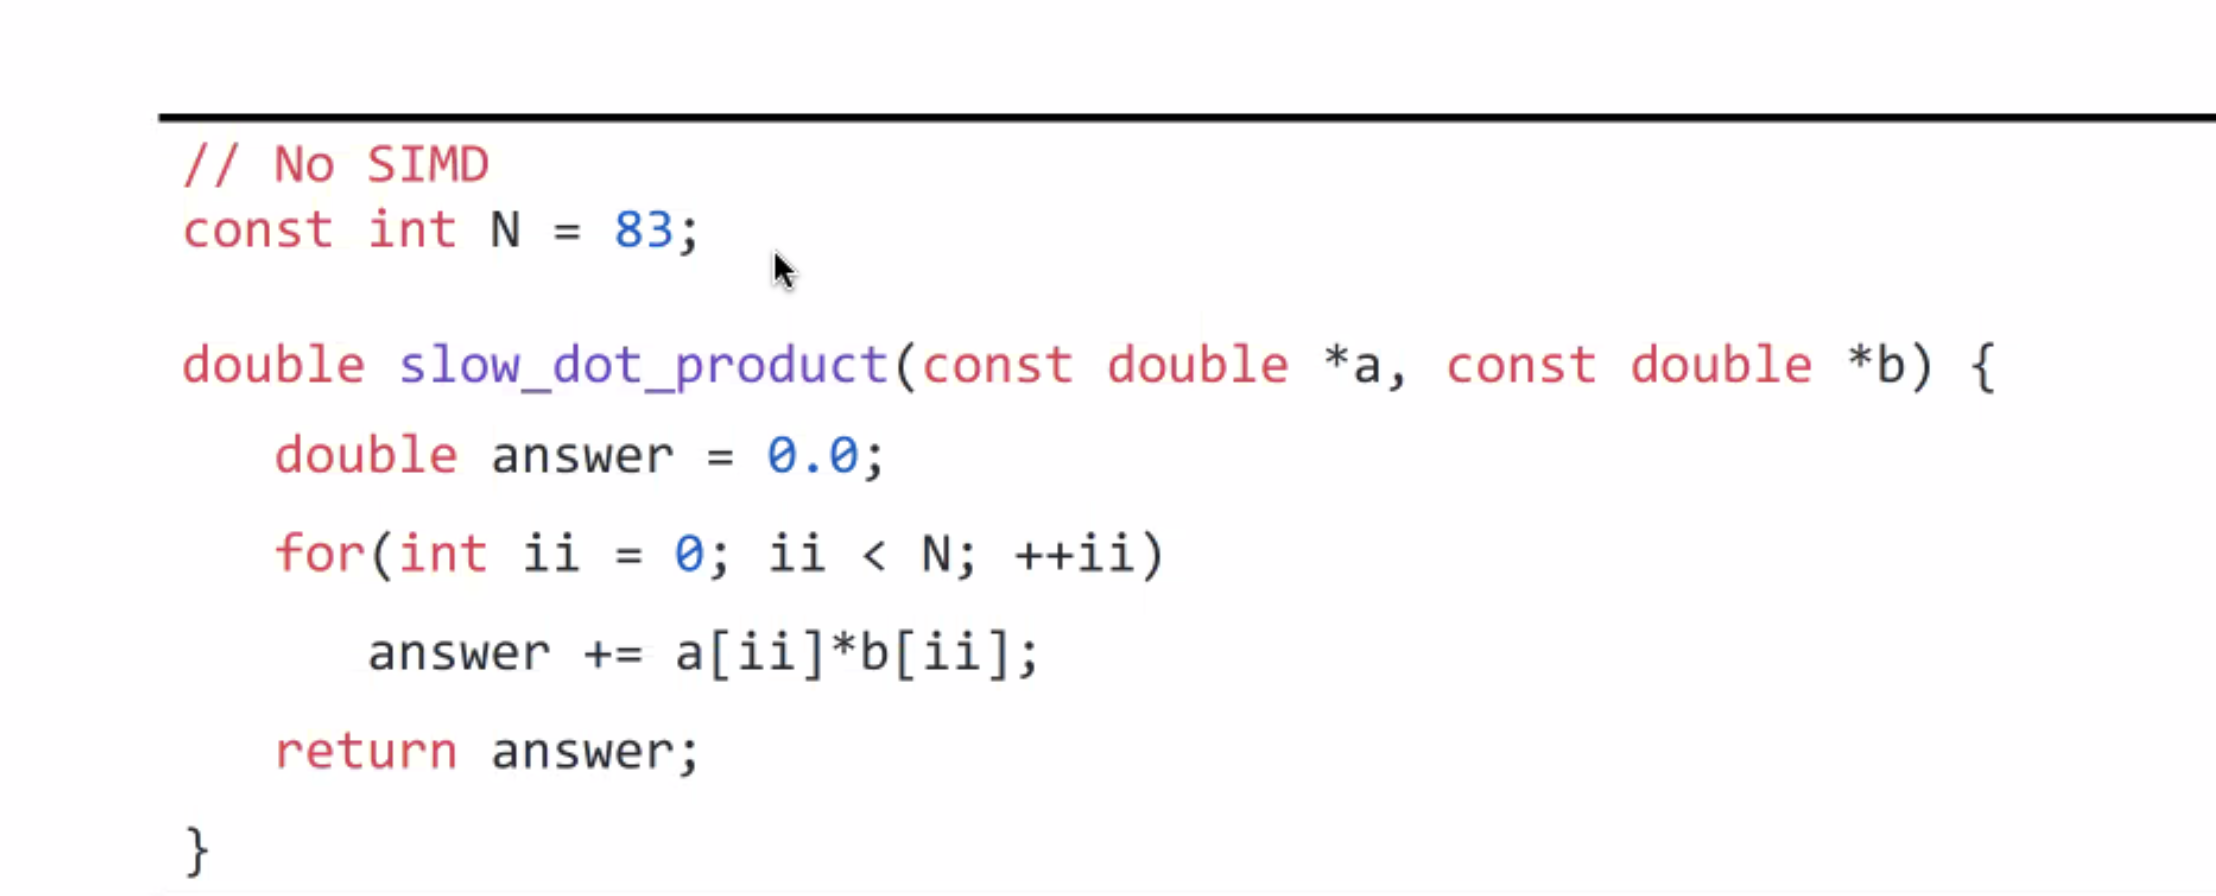 // No SIMD
const int N = 83;
double slow_dot_product(const double *a, const double *b) {
double answer = 0.0;
for(int ii = 0; ii < N; ++ii)
answer += a[ii]*b[ii];
return answer;
}